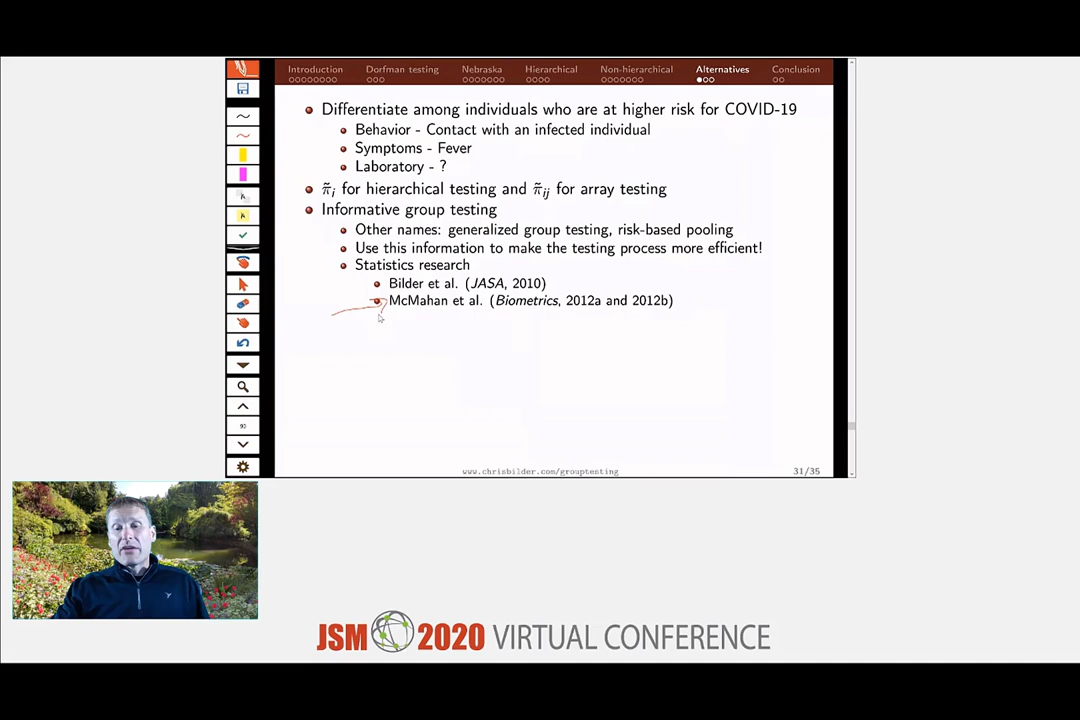 Introduction Dorfman testing Nebraska Hierarchical Non-hierarchical Alternatives Conclusion
Differentiate among individuals who are at higher risk for COVID-19
Behavior - Contact with an infected individual
Symptoms - Fever
Laboratory - ?
π̃ᵢ for hierarchical testing and π̃ᵢⱼ for array testing
Informative group testing
Other names: generalized group testing, risk-based pooling
Use this information to make the testing process more efficient!
Statistics research
Bilder et al. (JASA, 2010)
McMahan et al. (Biometrics, 2012a and 2012b)
www.chrisbilder.com/grouptesting 31/35
JSM 2020 VIRTUAL CONFERENCE